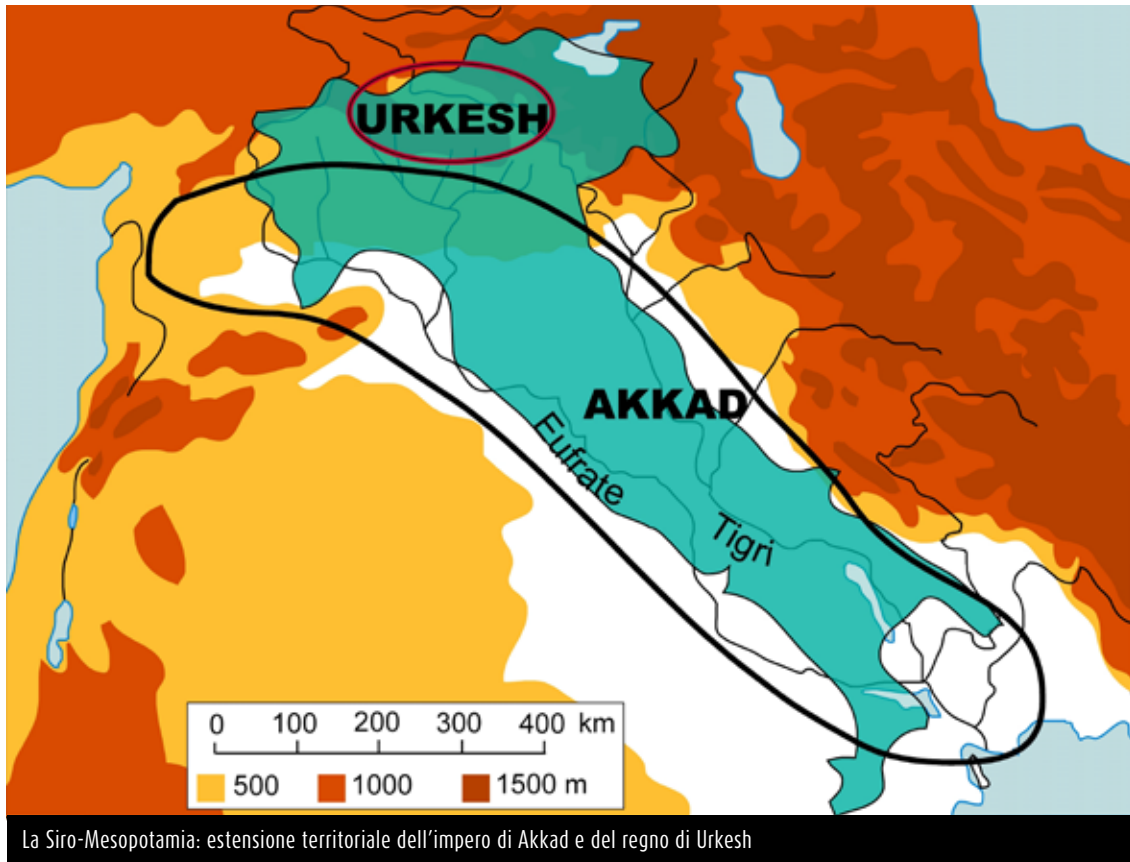 URKESH
AKKAD
Eufrate
Tigri
0 100 200 300 400 km
500 1000 1500 m
La Siro-Mesopotamia: estensione territoriale dell'impero di Akkad e del regno di Urkesh